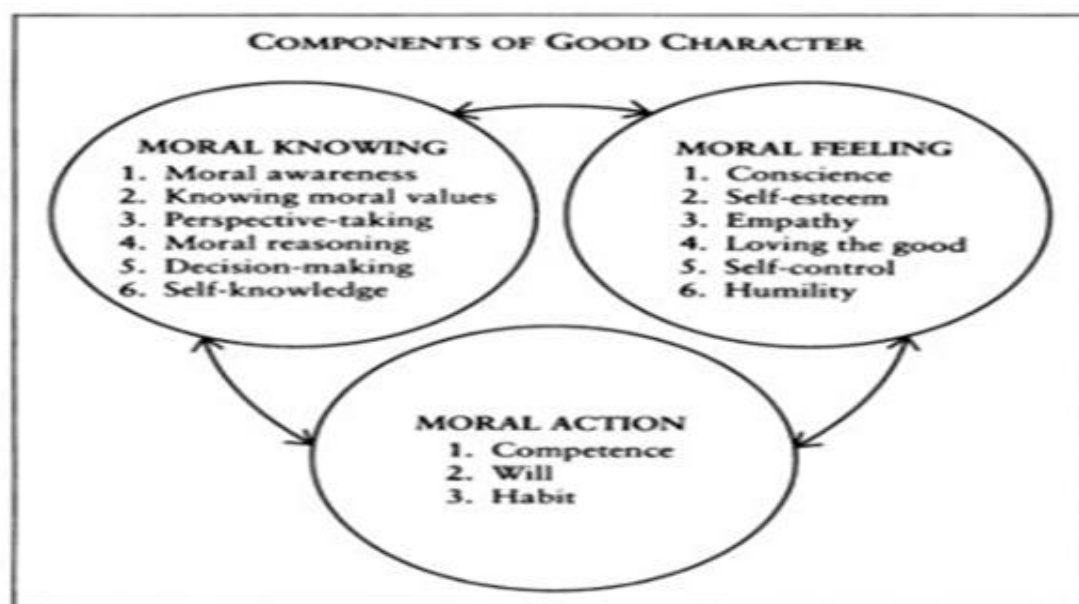 COMPONENTS OF GOOD CHARACTER
MORAL KNOWING
1. Moral awareness
2. Knowing moral values
3. Perspective-taking
4. Moral reasoning
5. Decision-making
6. Self-knowledge
MORAL FEELING
1. Conscience
2. Self-esteem
3. Empathy
4. Loving the good
5. Self-control
6. Humility
MORAL ACTION
1. Competence
2. Will
3. Habit